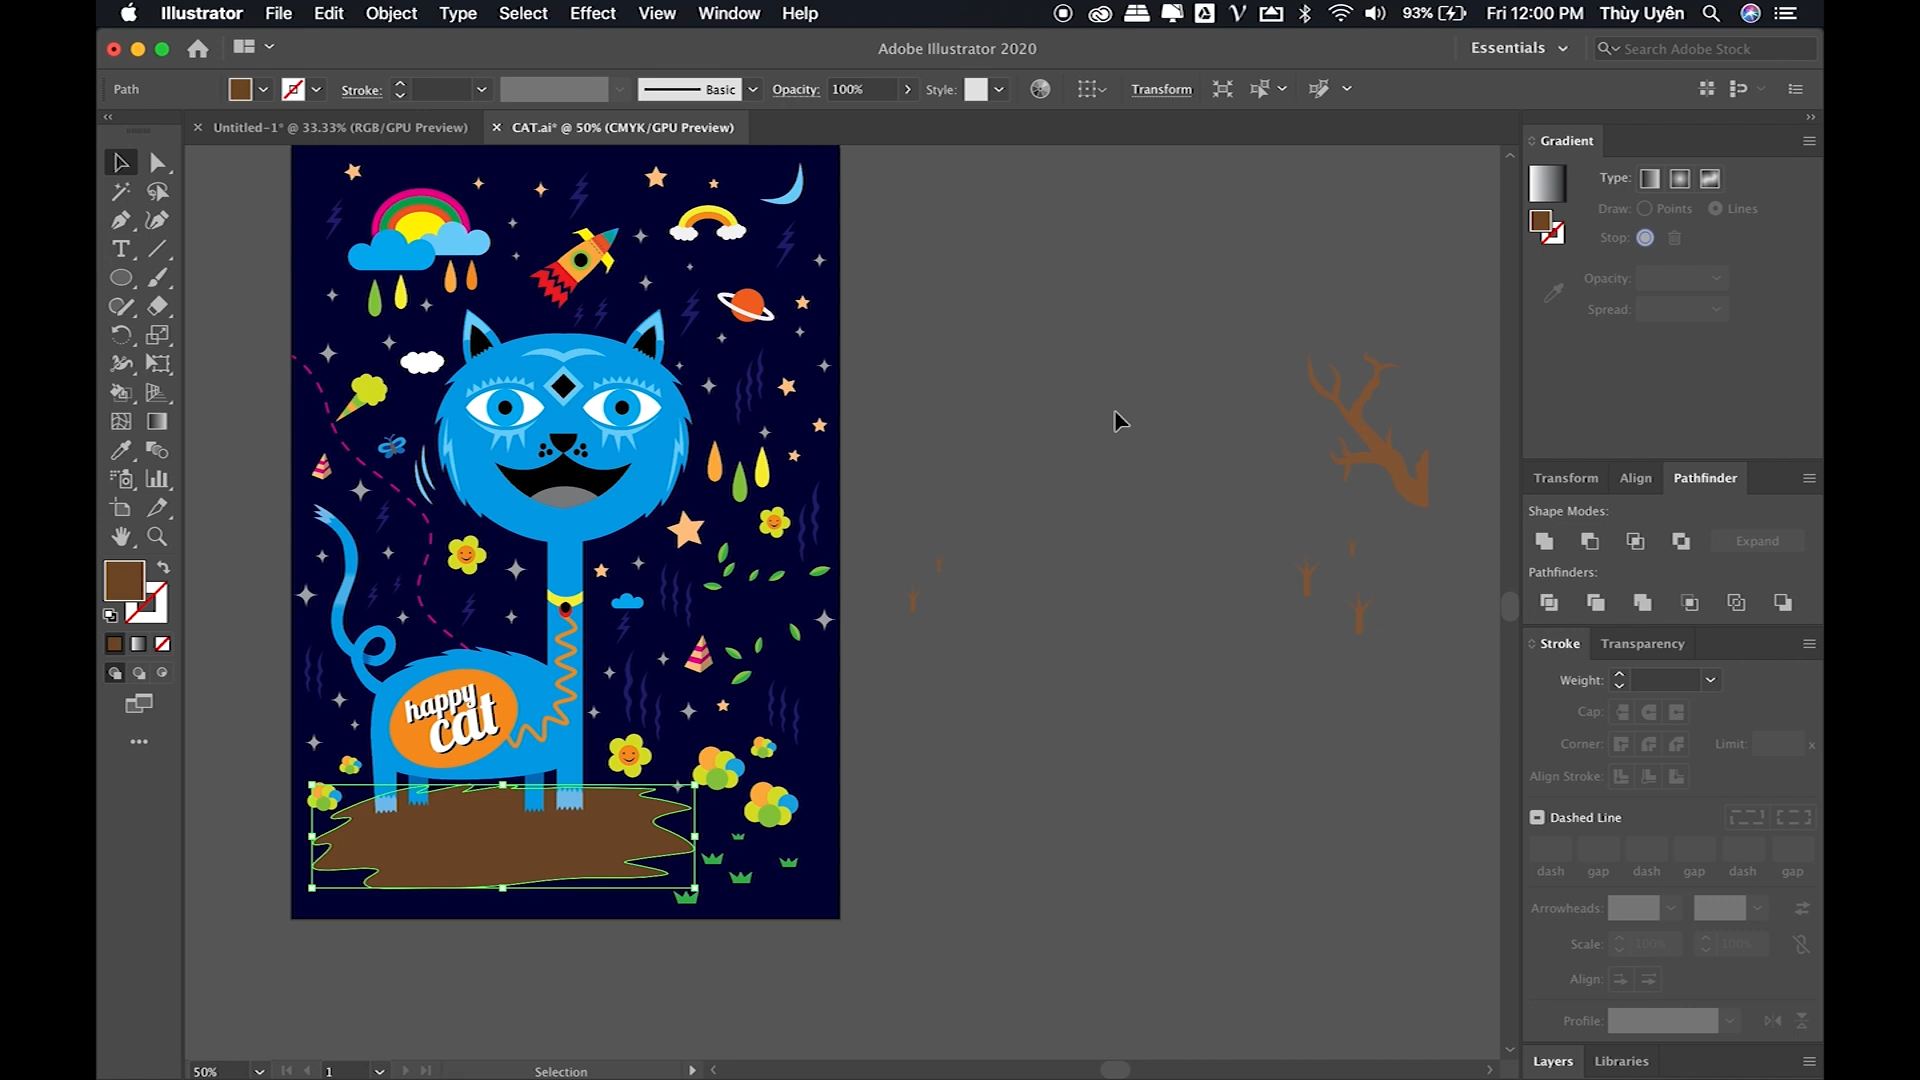 Illustrator File Edit Object Type Select Effect View Window Help 93% Fri 12:00 PM Thùy Uyên
Adobe Illustrator 2020 Essentials Search Adobe Stock
Path Stroke: Basic Opacity: 100% Style: Transform
Untitled-1* @ 33.33% (RGB/GPU Preview) CAT.ai* @ 50% (CMYK/GPU Preview)
Gradient
Type:
Draw: Points Lines
Stop:
Opacity:
Spread:
Transform Align Pathfinder
Shape Modes:
Expand
Pathfinders:
Stroke Transparency
Weight:
Cap:
Corner: Limit: x
Align Stroke:
Dashed Line
dash gap dash gap dash gap
Arrowheads:
Scale: 100% 100%
Align:
Profile:
Layers Libraries
happy
cat
50% 1 Selection